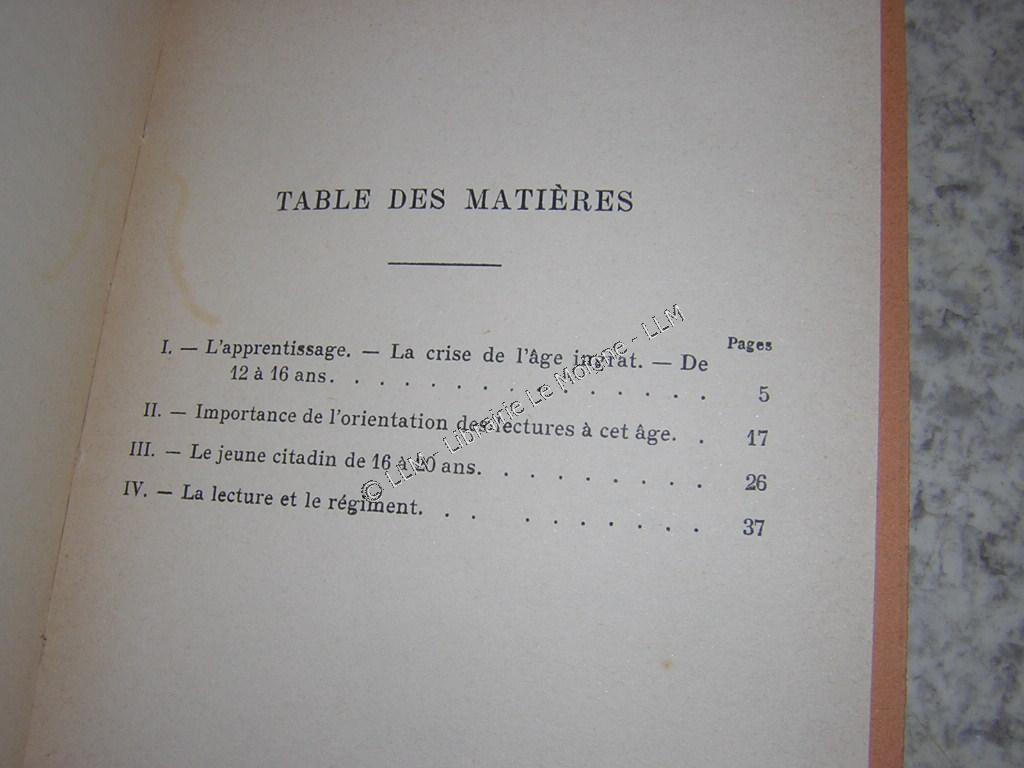 TABLE DES MATIÈRES
Pages
I. — L'apprentissage. — La crise de l'âge ingrat. — De
12 à 16 ans. . . . . . . . . . . . . . . 5
II. — Importance de l'orientation des lectures à cet âge. . 17
III. — Le jeune citadin de 16 à 20 ans. . . . . . . . . 26
IV. — La lecture et le régiment. . . . . . . . . . 37
© LLM - Librairie Le Moigne - LLM